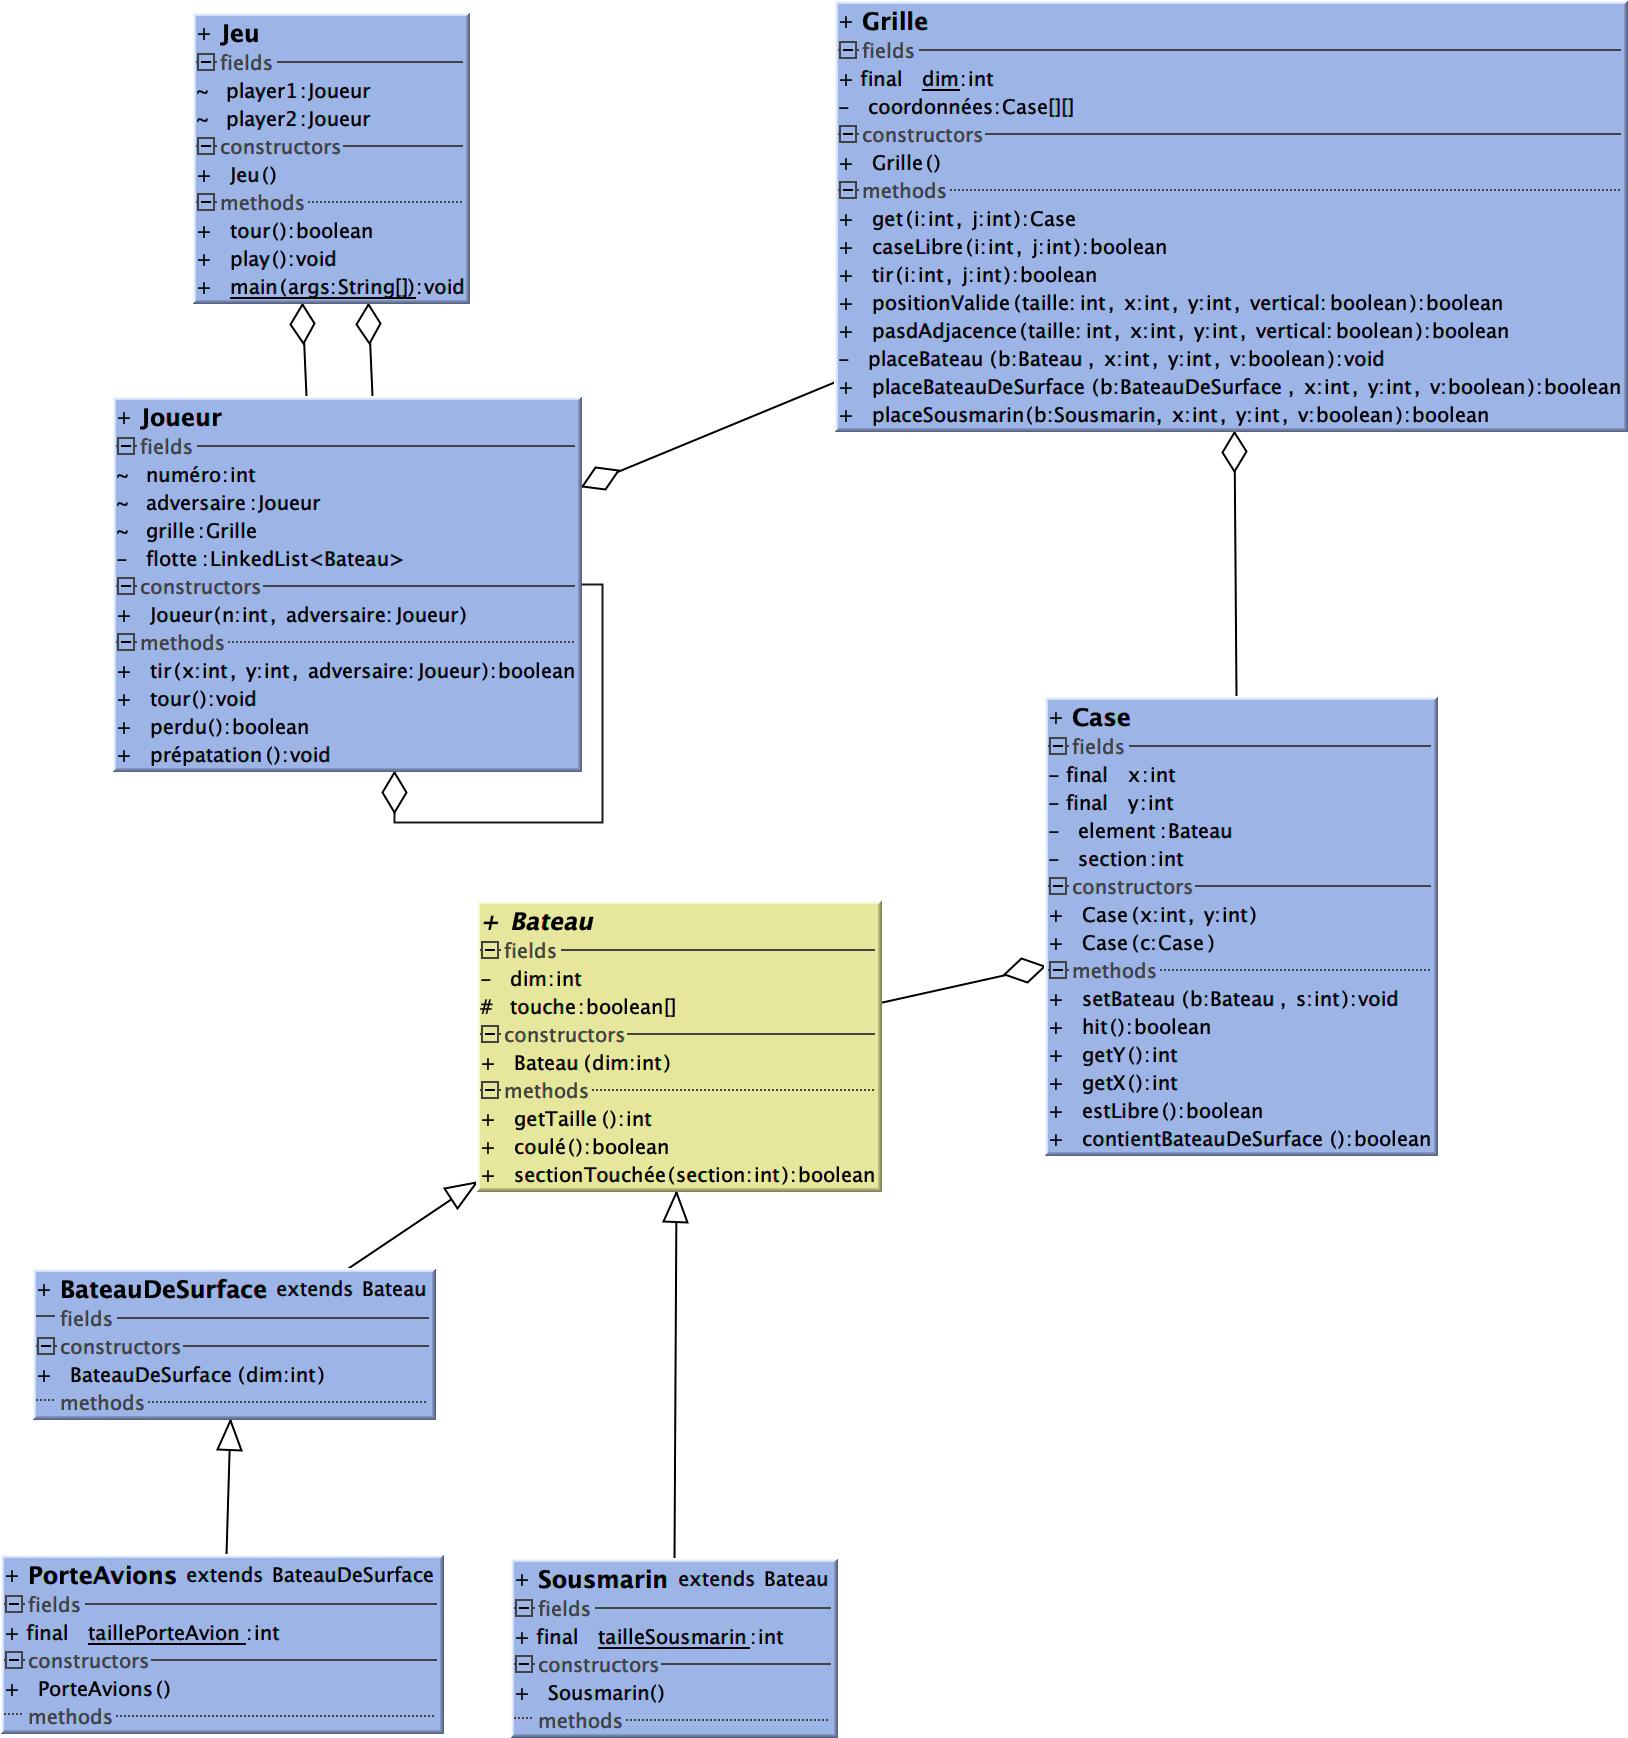 + Jeu
fields
~ player1:Joueur
~ player2:Joueur
constructors
+ Jeu()
methods
+ tour():boolean
+ play():void
+ main(args:String[]):void
+ Grille
fields
+ final dim:int
- coordonnées:Case[][]
constructors
+ Grille()
methods
+ get(i:int, j:int):Case
+ caseLibre(i:int, j:int):boolean
+ tir(i:int, j:int):boolean
+ positionValide(taille:int, x:int, y:int, vertical:boolean):boolean
+ pasdAdjacence(taille:int, x:int, y:int, vertical:boolean):boolean
- placeBateau(b:Bateau, x:int, y:int, v:boolean):void
+ placeBateauDeSurface(b:BateauDeSurface, x:int, y:int, v:boolean):boolean
+ placeSousmarin(b:Sousmarin, x:int, y:int, v:boolean):boolean
+ Joueur
fields
~ numéro:int
~ adversaire:Joueur
~ grille:Grille
- flotte:LinkedList<Bateau>
constructors
+ Joueur(n:int, adversaire:Joueur)
methods
+ tir(x:int, y:int, adversaire:Joueur):boolean
+ tour():void
+ perdu():boolean
+ prépatation():void
+ Case
fields
- final x:int
- final y:int
- element:Bateau
- section:int
constructors
+ Case(x:int, y:int)
+ Case(c:Case)
methods
+ setBateau(b:Bateau, s:int):void
+ hit():boolean
+ getY():int
+ getX():int
+ estLibre():boolean
+ contientBateauDeSurface():boolean
+ Bateau
fields
- dim:int
# touche:boolean[]
constructors
+ Bateau(dim:int)
methods
+ getTaille():int
+ coulé():boolean
+ sectionTouchée(section:int):boolean
+ BateauDeSurface extends Bateau
fields
constructors
+ BateauDeSurface(dim:int)
methods
+ PorteAvions extends BateauDeSurface
fields
+ final taillePorteAvion:int
constructors
+ PorteAvions()
methods
+ Sousmarin extends Bateau
fields
+ final tailleSousmarin:int
constructors
+ Sousmarin()
methods